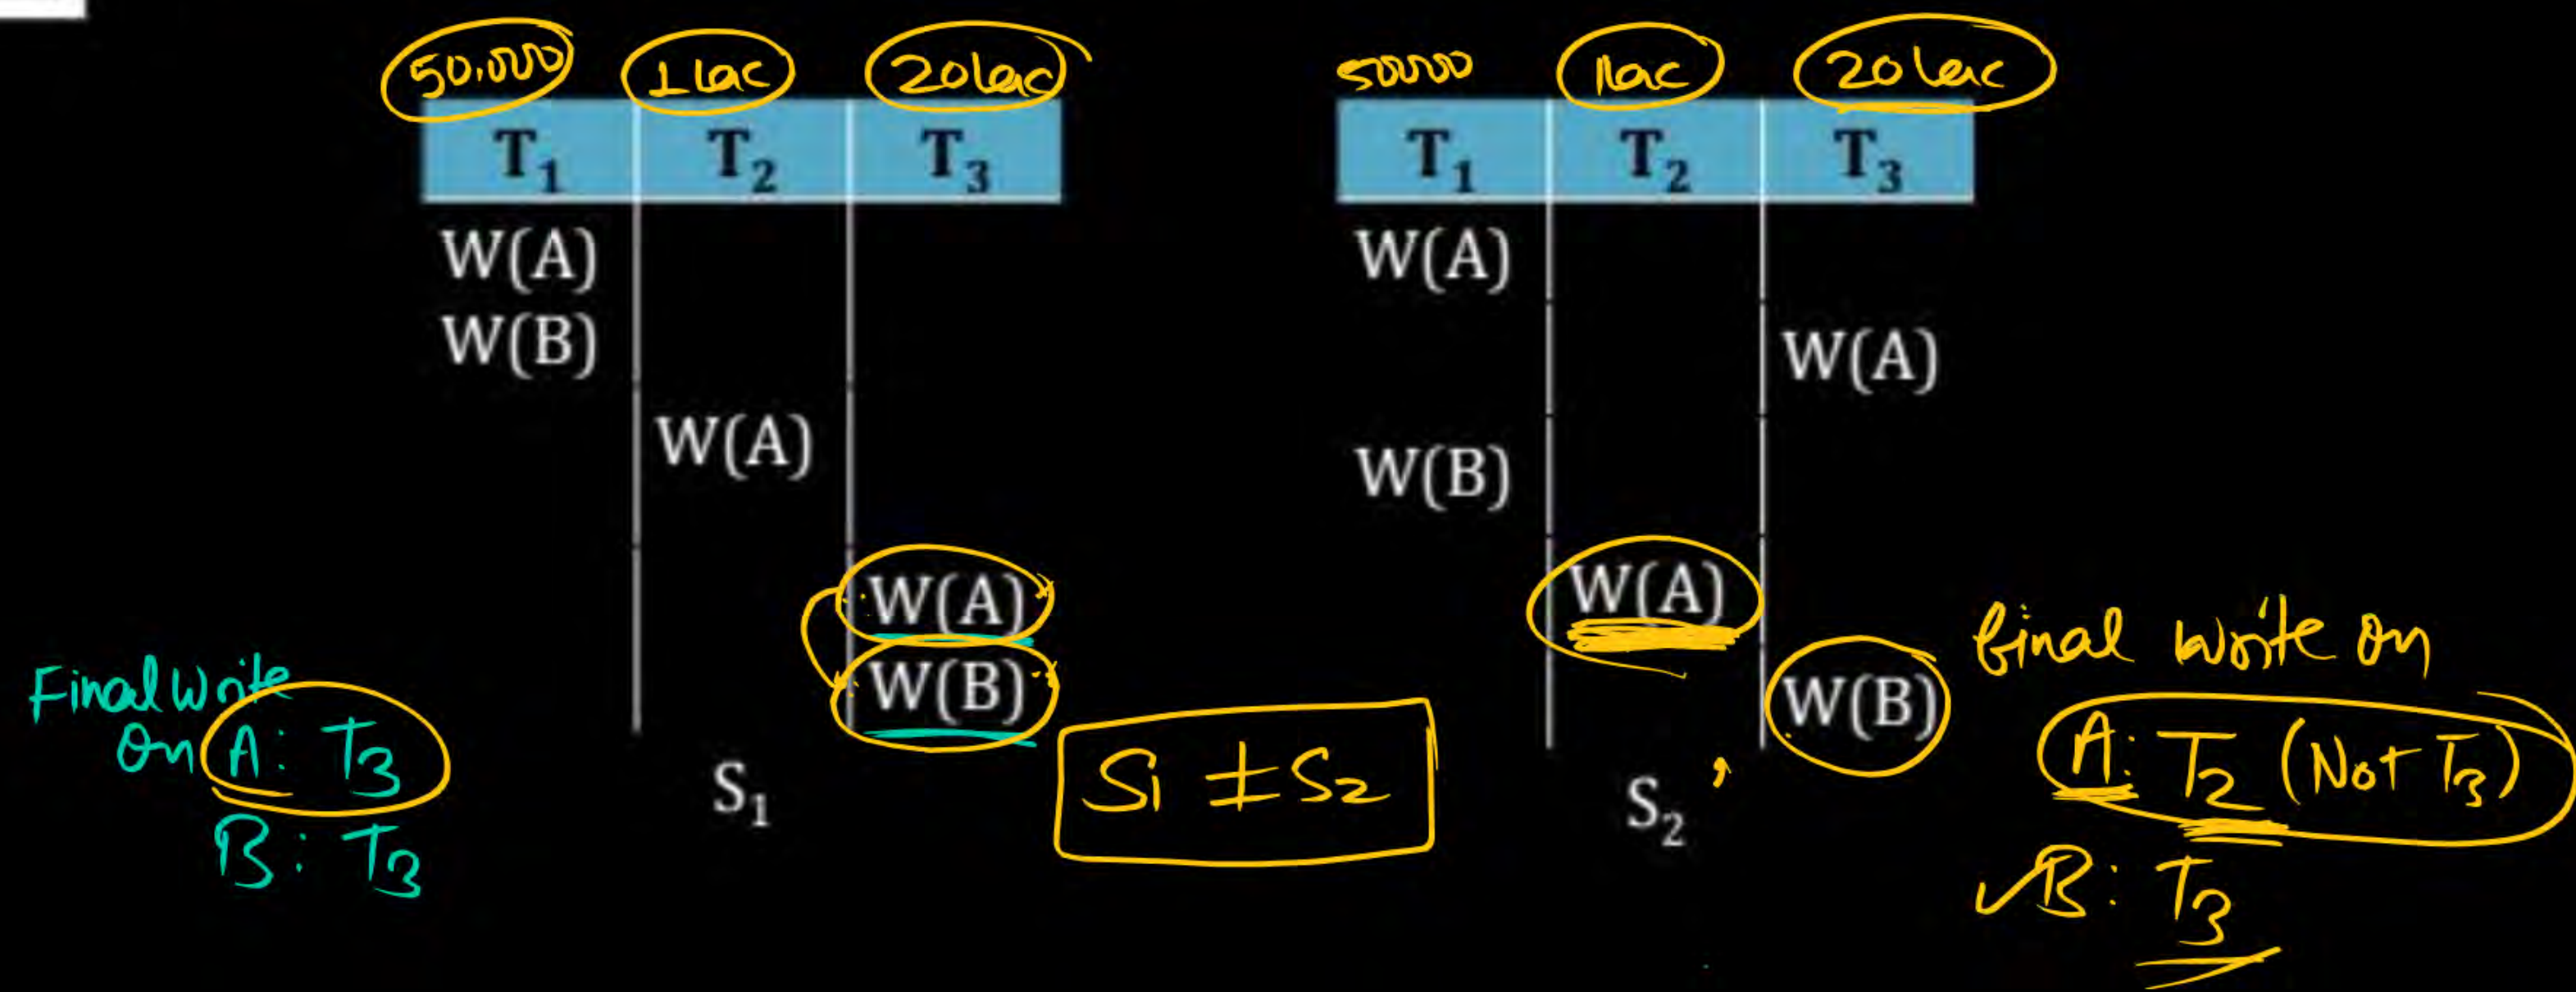 50,000 1 lac 20 lac
T₁ T₂ T₃
W(A)
W(B)
W(A)
W(A)
W(B)
S₁
Final Write
on A: T₃
B: T₃
S₁ ≠ S₂
50000 1lac 20 lac
T₁ T₂ T₃
W(A)
W(A)
W(B)
W(A)
W(B)
S₂
final write on
A: T₂ (Not T₃)
✓B: T₃